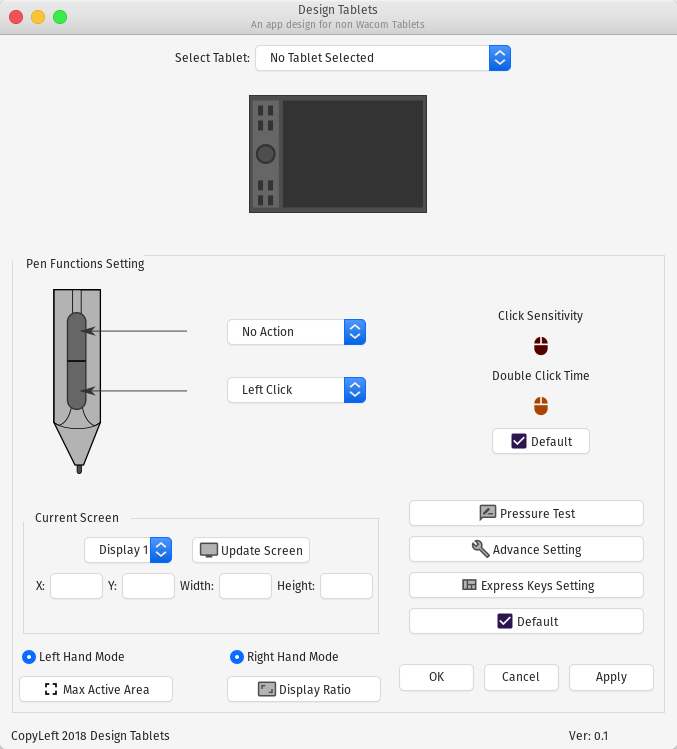 Design Tablets
An app design for non Wacom Tablets
Select Tablet: No Tablet Selected
Pen Functions Setting
No Action
Left Click
Click Sensitivity
Double Click Time
Default
Current Screen
Display 1 Update Screen
X: Y: Width: Height:
Pressure Test
Advance Setting
Express Keys Setting
Default
Left Hand Mode Right Hand Mode
Max Active Area Display Ratio
OK Cancel Apply
CopyLeft 2018 Design Tablets Ver: 0.1